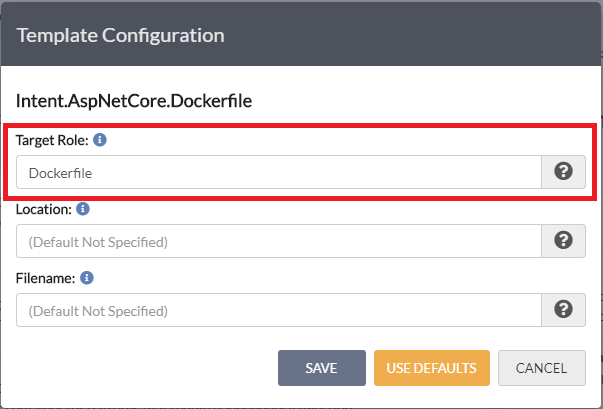 Template Configuration
Intent.AspNetCore.Dockerfile
Target Role:
Dockerfile
Location:
(Default Not Specified)
Filename:
(Default Not Specified)
SAVE USE DEFAULTS CANCEL